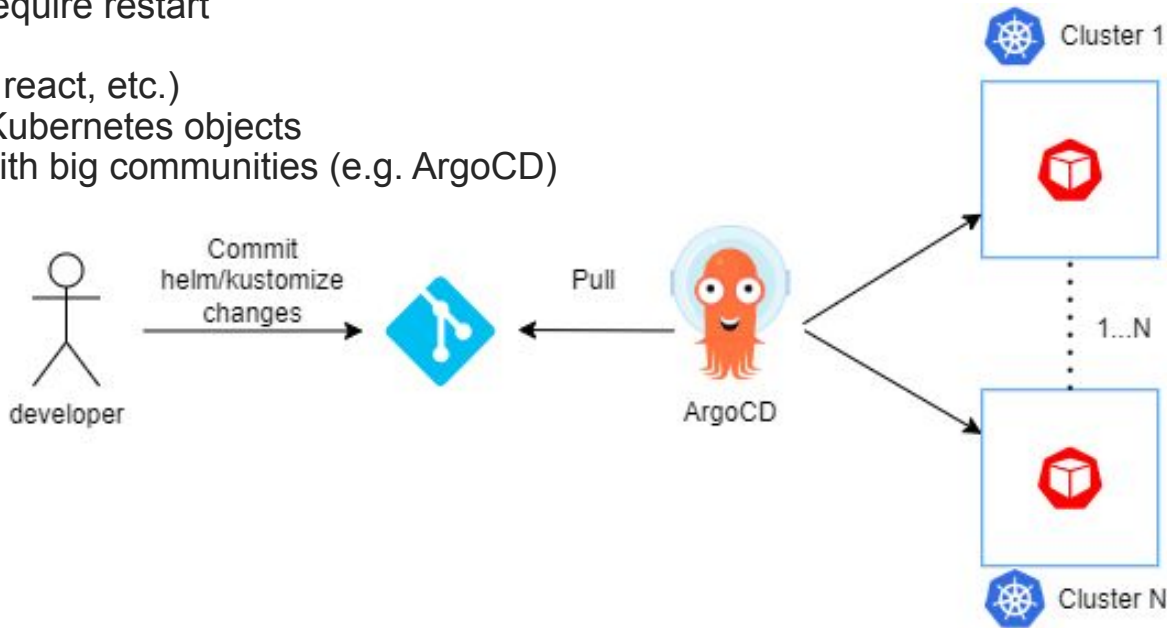 equire restart
react, etc.)
Kubernetes objects
ith big communities (e.g. ArgoCD)
Cluster 1
Commit
helm/kustomize
changes
Pull
1...N
developer
ArgoCD
Cluster N